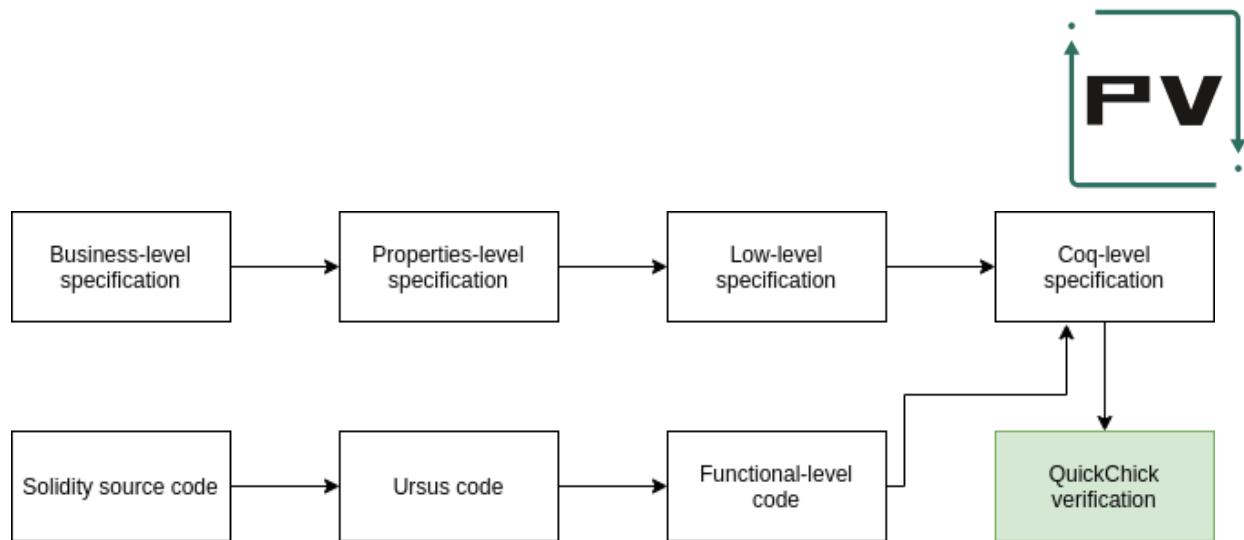 PV
Business-level
specification
Properties-level
specification
Low-level
specification
Coq-level
specification
Solidity source code
Ursus code
Functional-level
code
QuickChick
verification